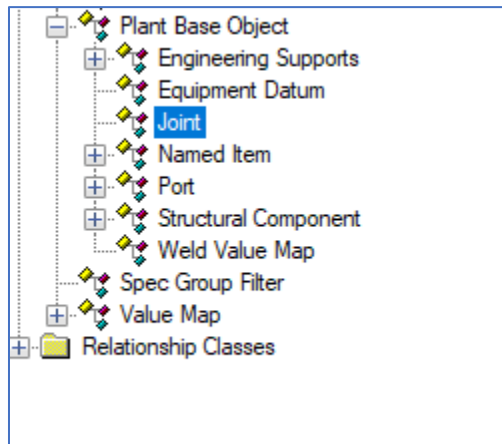 Plant Base Object
Engineering Supports
Equipment Datum
Joint
Named Item
Port
Structural Component
Weld Value Map
Spec Group Filter
Value Map
Relationship Classes